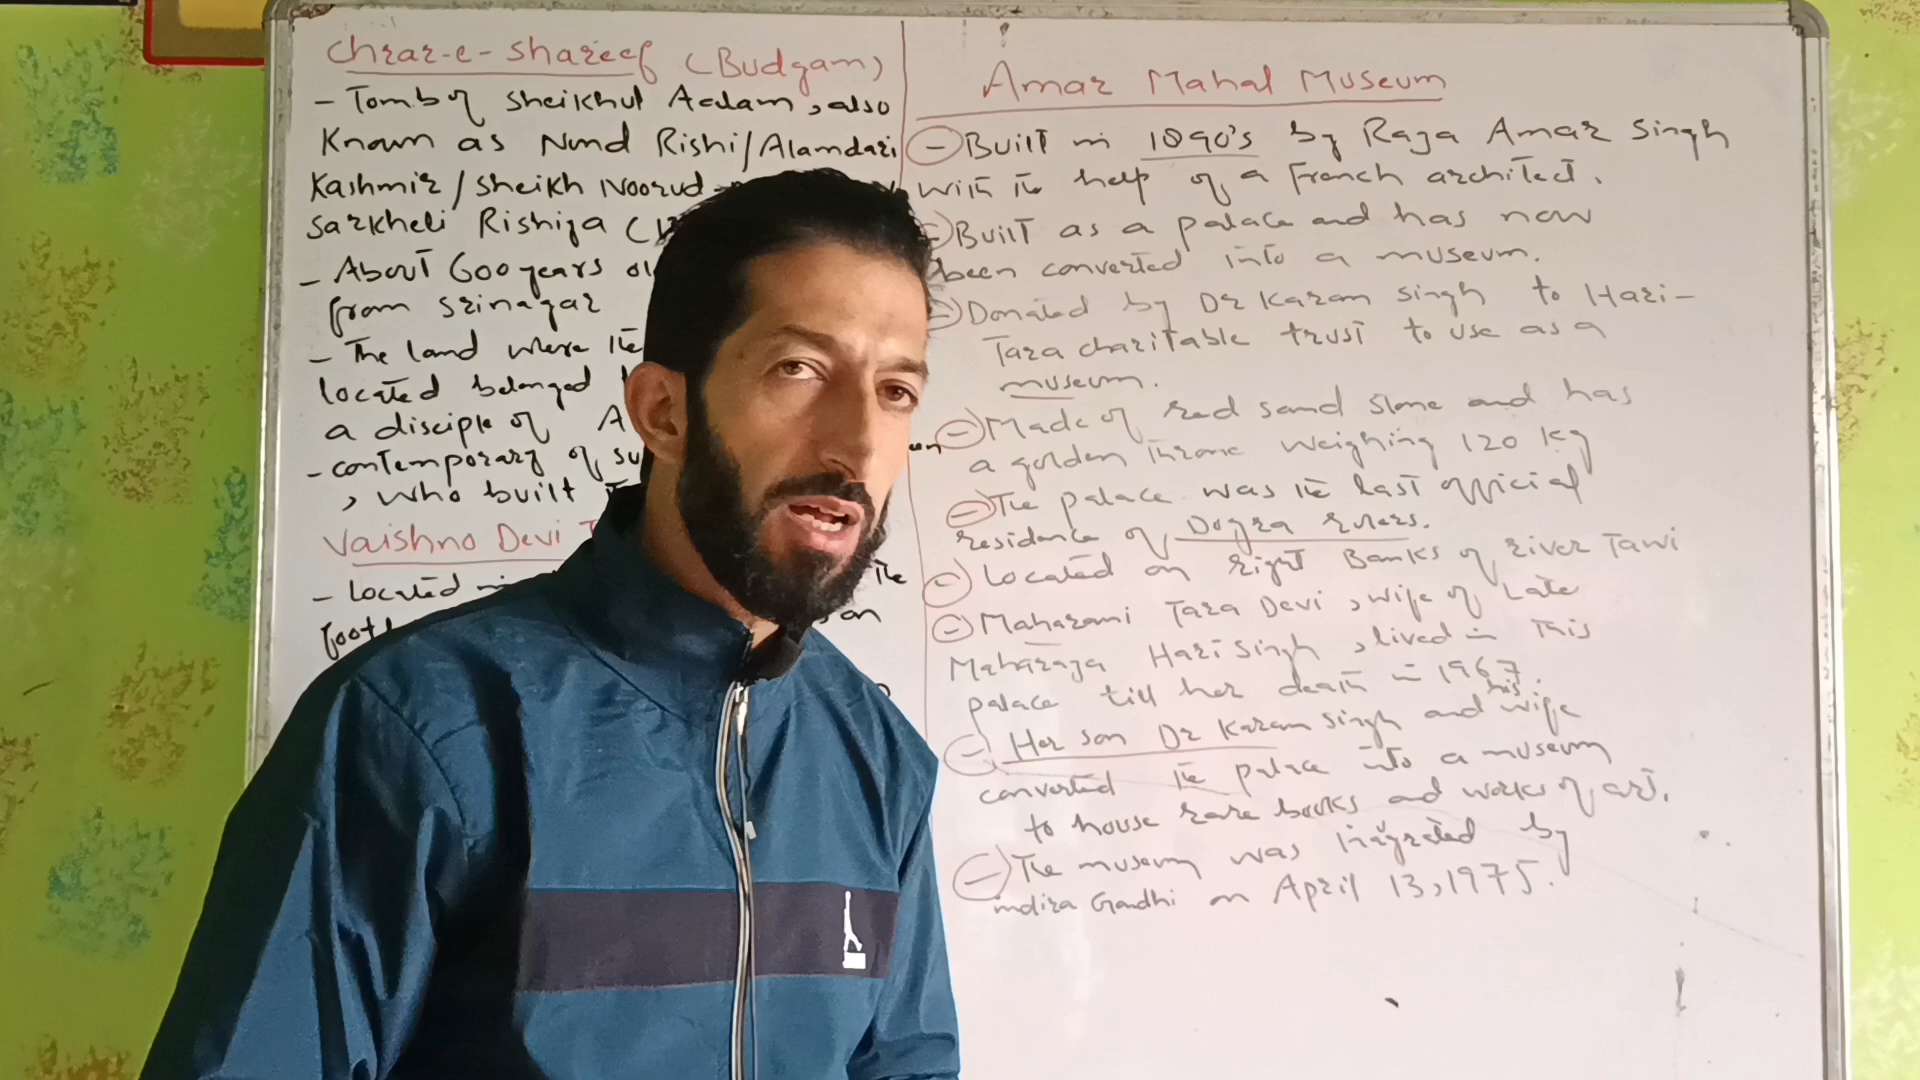 Chrar-e-Shareef (Budgam)
- Tomb of Sheikhul Aalam, also
Known as Nund Rishi/Alamdari
Kashmir/Sheikh Noorud-
Sarkheli Rishiya (
- About 600 years
from Srinagar
- The land where the
located belonged
a disciple of
- contemporary of
, who built
Vaishno Devi
- Located in the
foot
Amar Mahal Museum
- Built in 1890's by Raja Amar Singh
with the help of a French architect.
- Built as a palace and has now
been converted into a museum.
- Donated by Dr Karan Singh to Hari-
Tara charitable trust to use as a
museum.
- Made of red sand stone and has
a golden throne weighing 120 kg
- The palace was the last official
residence of Dogra rulers.
- Located on right Banks of river Tawi
- Maharani Tara Devi, wife of Late
Maharaja Hari Singh, lived in this
palace till her death in 1967.
- Her son Dr Karan Singh and his wife
converted the palace into a museum
to house rare books and works of art.
- The museum was by
indira Gandhi on April 13, 1975.